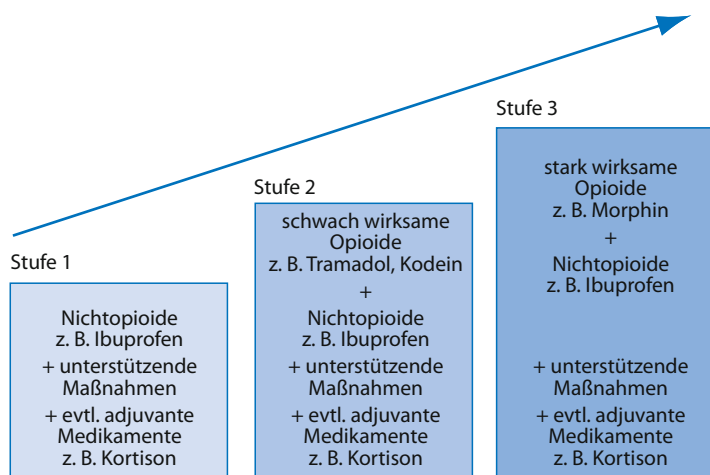 Stufe 1
Nichtopioide
z. B. Ibuprofen
+ unterstützende
Maßnahmen
+ evtl. adjuvante
Medikamente
z. B. Kortison
Stufe 2
schwach wirksame
Opioide
z. B. Tramadol, Kodein
+
Nichtopioide
z. B. Ibuprofen
+ unterstützende
Maßnahmen
+ evtl. adjuvante
Medikamente
z. B. Kortison
Stufe 3
stark wirksame
Opioide
z. B. Morphin
+
Nichtopioide
z. B. Ibuprofen
+ unterstützende
Maßnahmen
+ evtl. adjuvante
Medikamente
z. B. Kortison